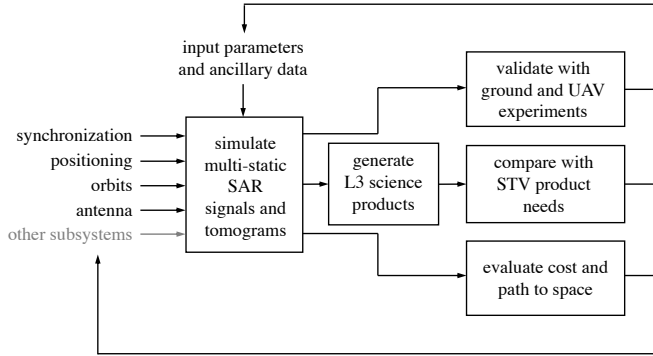 input parameters
and ancillary data
synchronization
positioning
orbits
antenna
other subsystems
simulate
multi-static
SAR
signals and
tomograms
generate
L3 science
products
validate with
ground and UAV
experiments
compare with
STV product
needs
evaluate cost and
path to space